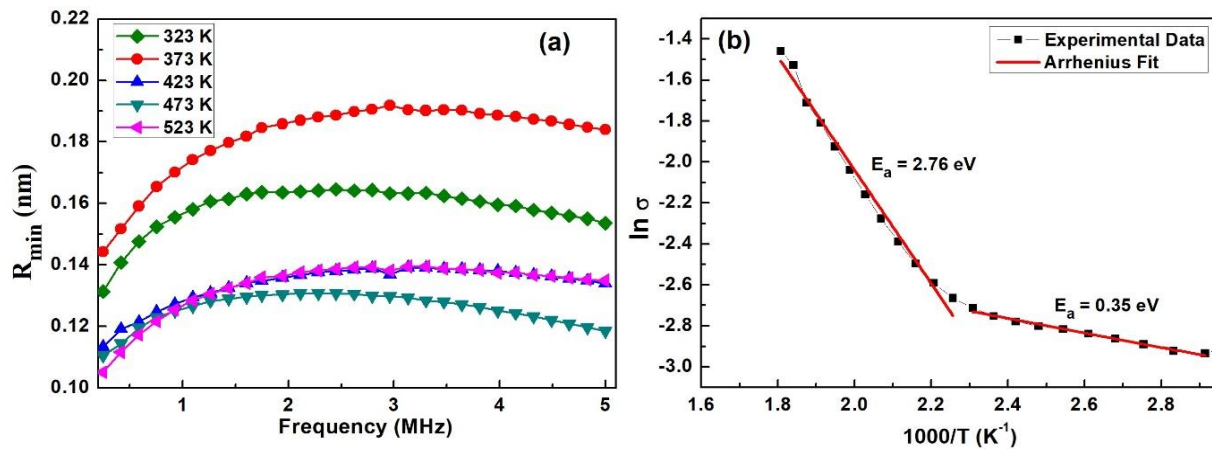 0.22
0.20
0.18
0.16
0.14
0.12
0.10
R_min (nm)
323 K
373 K
423 K
473 K
523 K
(a)
1 2 3 4 5
Frequency (MHz)
(b)
Experimental Data
Arrhenius Fit
-1.4
-1.6
-1.8
-2.0
-2.2
-2.4
-2.6
-2.8
-3.0
ln σ
E_a = 2.76 eV
E_a = 0.35 eV
1.6 1.8 2.0 2.2 2.4 2.6 2.8
1000/T (K⁻¹)